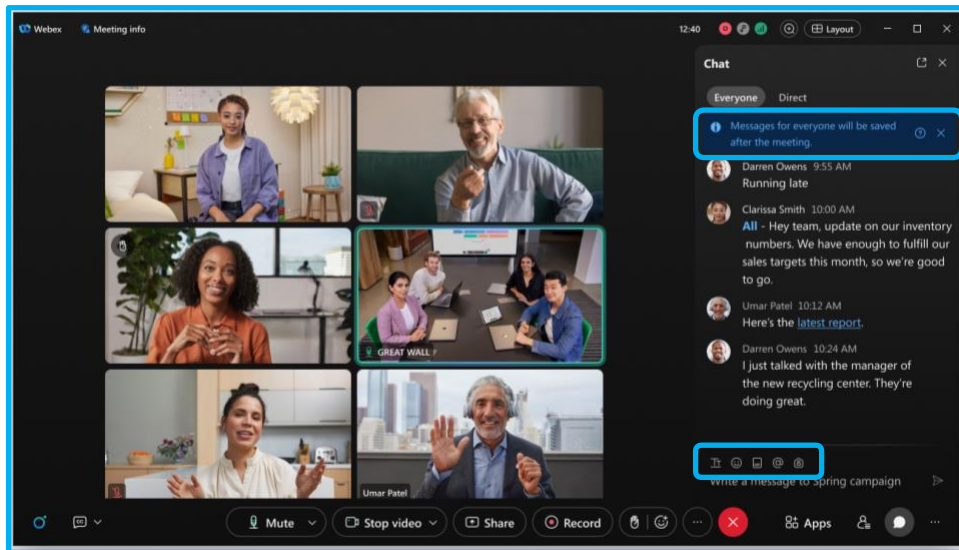 Webex Meeting info 12:40 Layout
Chat
Everyone Direct
Messages for everyone will be saved
after the meeting.
Darren Owens 9:55 AM
Running late
Clarissa Smith 10:00 AM
All - Hey team, update on our inventory
numbers. We have enough to fulfill our
sales targets this month, so we're good
to go.
Umar Patel 10:12 AM
Here's the latest report.
Darren Owens 10:24 AM
I just talked with the manager of
the new recycling center. They're
doing great.
GREAT WALL
Umar Patel
Write a message to Spring campaign
Mute Stop video Share Record Apps